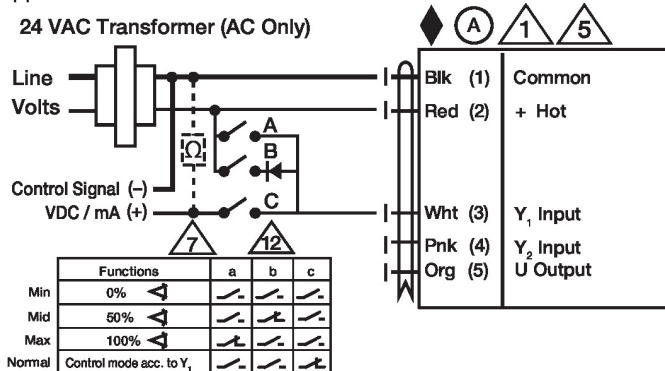 24 VAC Transformer (AC Only)
A 1 5
Line
Volts
Blk (1) Common
Red (2) + Hot
A
B
C
Ω
Control Signal (–)
VDC / mA (+)
Wht (3) Y1 Input
Pnk (4) Y2 Input
Org (5) U Output
7 12
Functions a b c
Min 0%
Mid 50%
Max 100%
Normal Control mode acc. to Y1